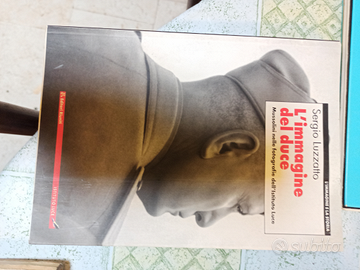 Sergio Luzzatto
L'immagine
del duce
Mussolini nelle fotografie dell'Istituto Luce
Editori Riuniti
subito